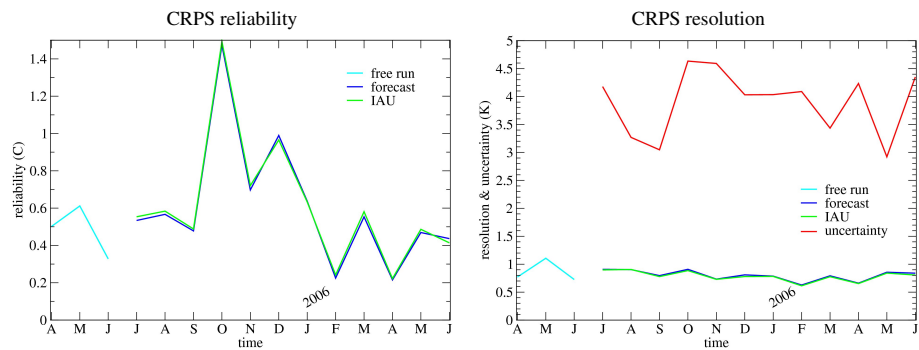 CRPS reliability
1.4
1.2
1
0.8
0.6
0.4
0.2
0
reliability (C)
free run
forecast
IAU
2006
A M J J A S O N D J F M A M J
time
CRPS resolution
5
4.5
4
3.5
3
2.5
2
1.5
1
0.5
0
resolution & uncertainty (K)
free run
forecast
IAU
uncertainty
2006
A M J J A S O N D J F M A M J
time